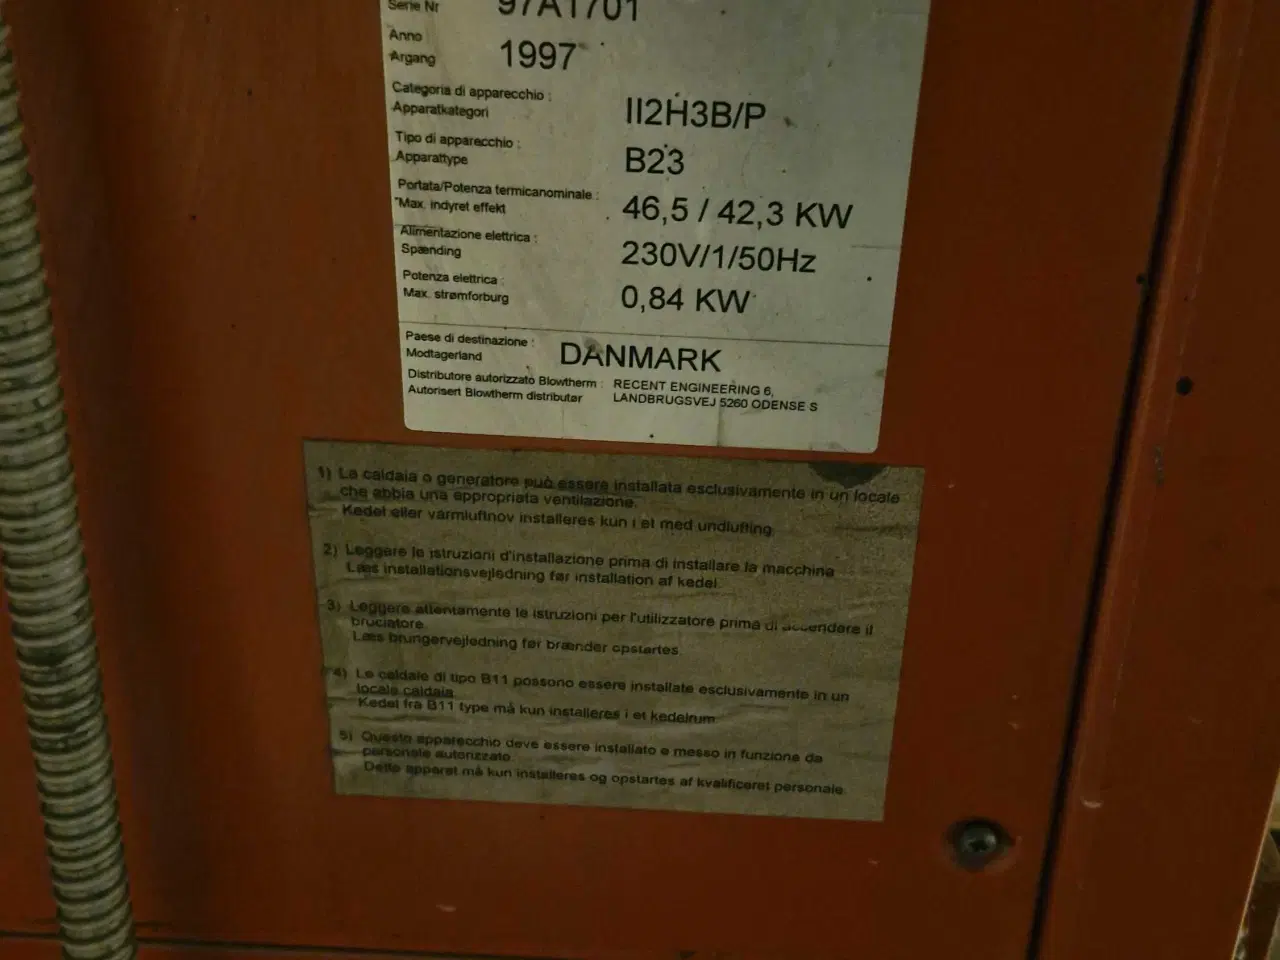 Serie Nr 97A1701
Anno
Argang 1997
Categoria di apparecchio :
Apparatkategori II2H3B/P
Tipo di apparecchio :
Apparattype B23
Portata/Potenza termicanominale :
Max. indyret effekt 46,5 / 42,3 KW
Alimentazione elettrica :
Spænding 230V/1/50Hz
Potenza elettrica :
Max. strømforburg 0,84 KW
Paese di destinazione :
Modtagerland DANMARK
Distributore autorizzato Blowtherm : RECENT ENGINEERING 6,
Autorisert Blowtherm distributør LANDBRUGSVEJ 5260 ODENSE S
1) La caldaia o generatore può essere installata esclusivamente in un locale
che abbia una appropriata ventilazione.
Kedel eller varmluftnov installeres kun i et med undlufting.
2) Leggere le istruzioni d'installazione prima di installare la macchina
Læs installationsvejledning før installation af kedel.
3) Leggere attentamente le istruzioni per l'utilizzatore prima di accendere il
bruciatore.
Læs brungervejledning før brænder opstartes.
4) Le caldaie di tipo B11 possono essere installate esclusivamente in un
locale caldaia.
Kedel fra B11 type må kun installeres i et kedelrum
5) Questo apparecchio deve essere installato e messo in funzione da
personale autorizzato.
Dette apparet må kun installeres og opstartes af kvalificeret personale.